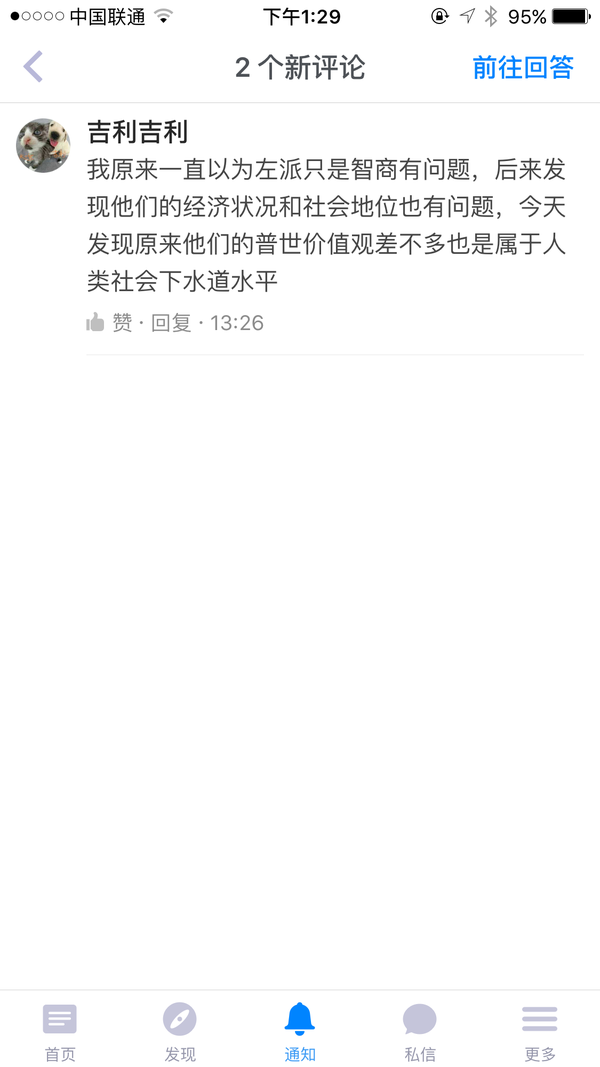 中国联通 下午1:29 95%
2 个新评论 前往回答
吉利吉利
我原来一直以为左派只是智商有问题，后来发
现他们的经济状况和社会地位也有问题，今天
发现原来他们的普世价值观差不多也是属于人
类社会下水道水平
赞 · 回复 · 13:26
首页 发现 通知 私信 更多